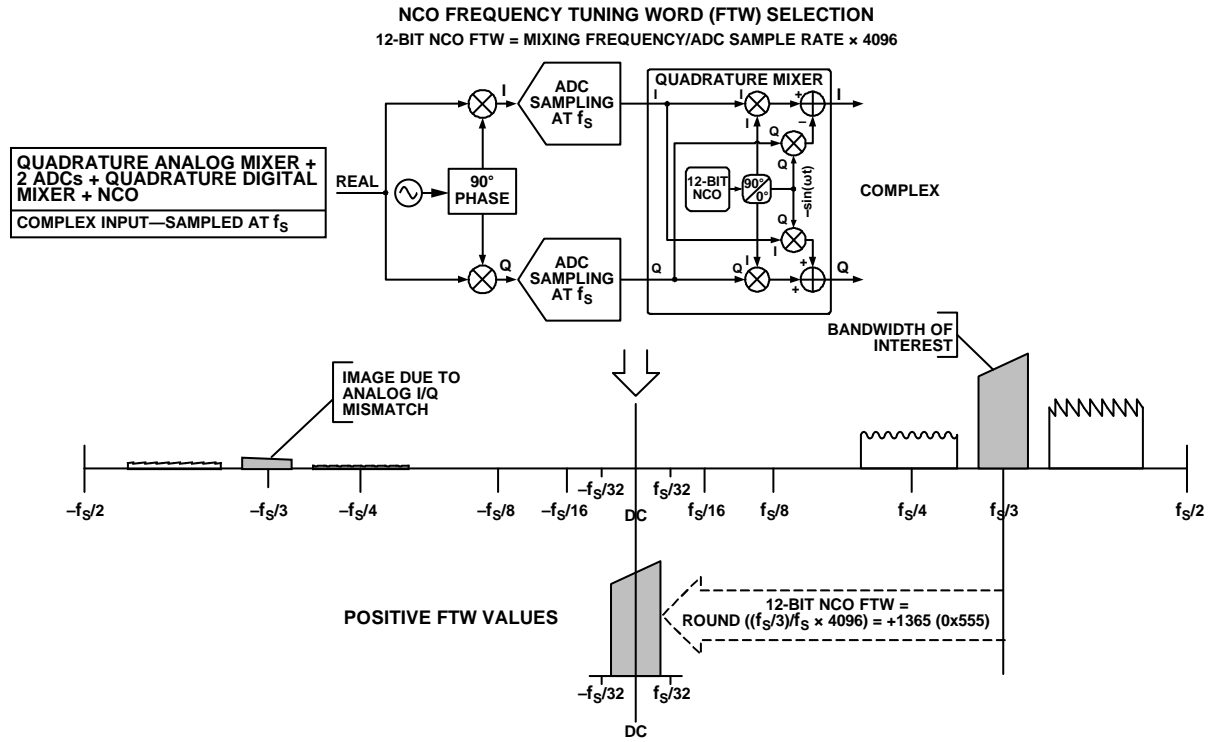 NCO FREQUENCY TUNING WORD (FTW) SELECTION
12-BIT NCO FTW = MIXING FREQUENCY/ADC SAMPLE RATE × 4096
QUADRATURE ANALOG MIXER +
2 ADCs + QUADRATURE DIGITAL
MIXER + NCO
COMPLEX INPUT—SAMPLED AT fS
REAL
90°
PHASE
I
Q
ADC
SAMPLING
AT fS
ADC
SAMPLING
AT fS
QUADRATURE MIXER
I
I
I
+
–
I
Q
Q
12-BIT
NCO
90°
0°
–sin(ωt)
Q
Q
I
I
Q
Q
+
+
Q
COMPLEX
IMAGE DUE TO
ANALOG I/Q
MISMATCH
BANDWIDTH OF
INTEREST
–fS/2
–fS/3
–fS/4
–fS/8
–fS/16
–fS/32
DC
fS/32
fS/16
fS/8
fS/4
fS/3
fS/2
POSITIVE FTW VALUES
12-BIT NCO FTW =
ROUND ((fS/3)/fS × 4096) = +1365 (0x555)
–fS/32
fS/32
DC